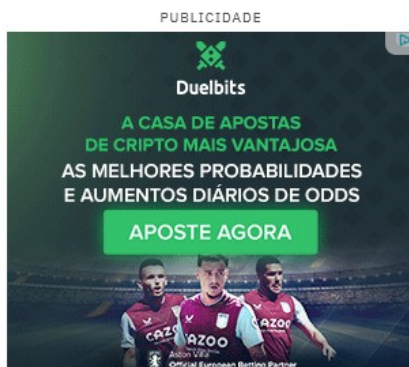 PUBLICIDADE
Duelbits
A CASA DE APOSTAS
DE CRIPTO MAIS VANTAJOSA
AS MELHORES PROBABILIDADES
E AUMENTOS DIÁRIOS DE ODDS
APOSTE AGORA
CAZOO
Aston Villa
Official European Betting Partner